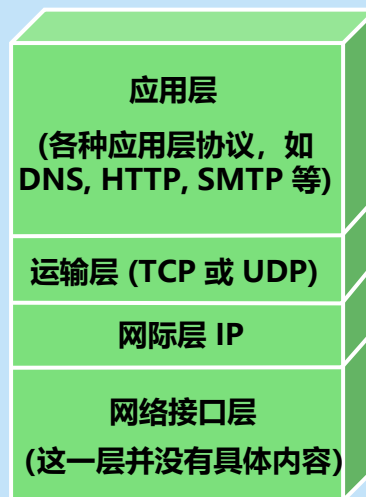 应用层
(各种应用层协议，如
DNS, HTTP, SMTP 等)
运输层 (TCP 或 UDP)
网际层 IP
网络接口层
(这一层并没有具体内容)